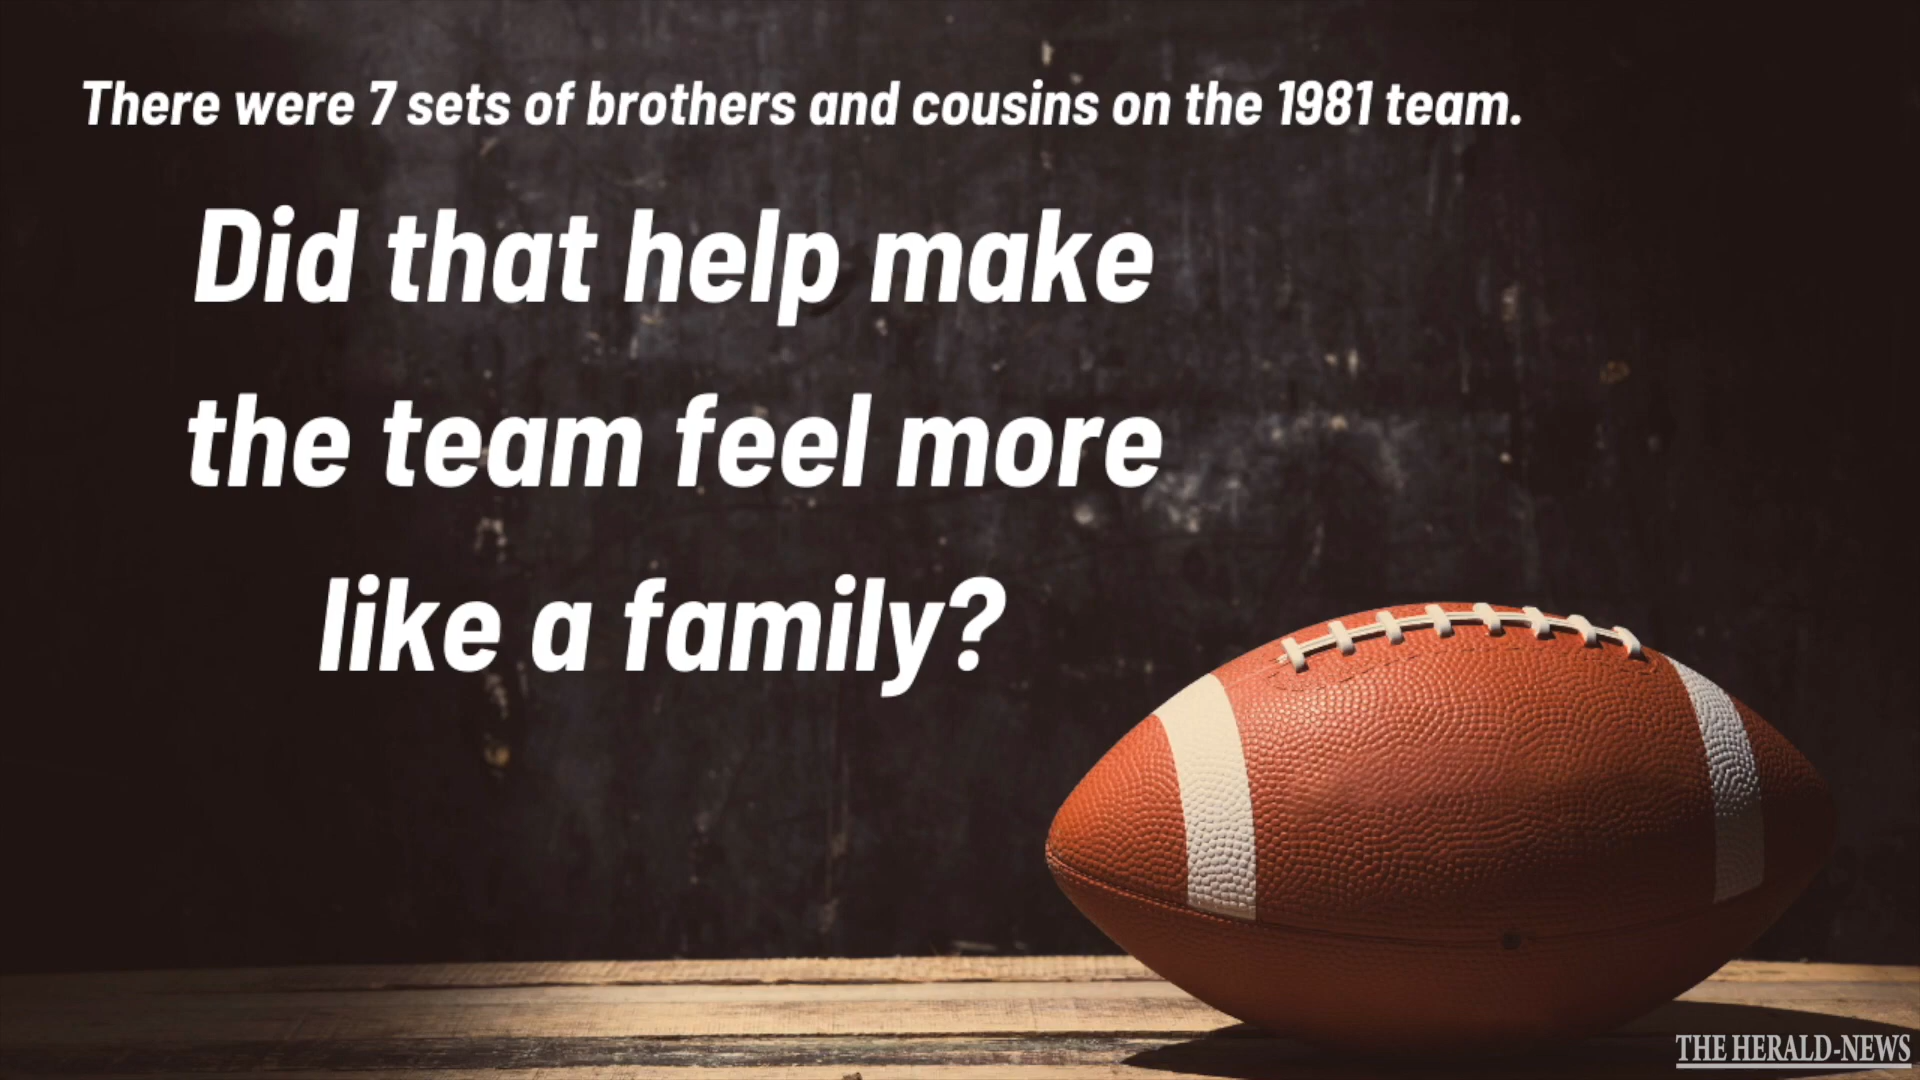 There were 7 sets of brothers and cousins on the 1981 team.
Did that help make
the team feel more
like a family?
THE HERALD-NEWS